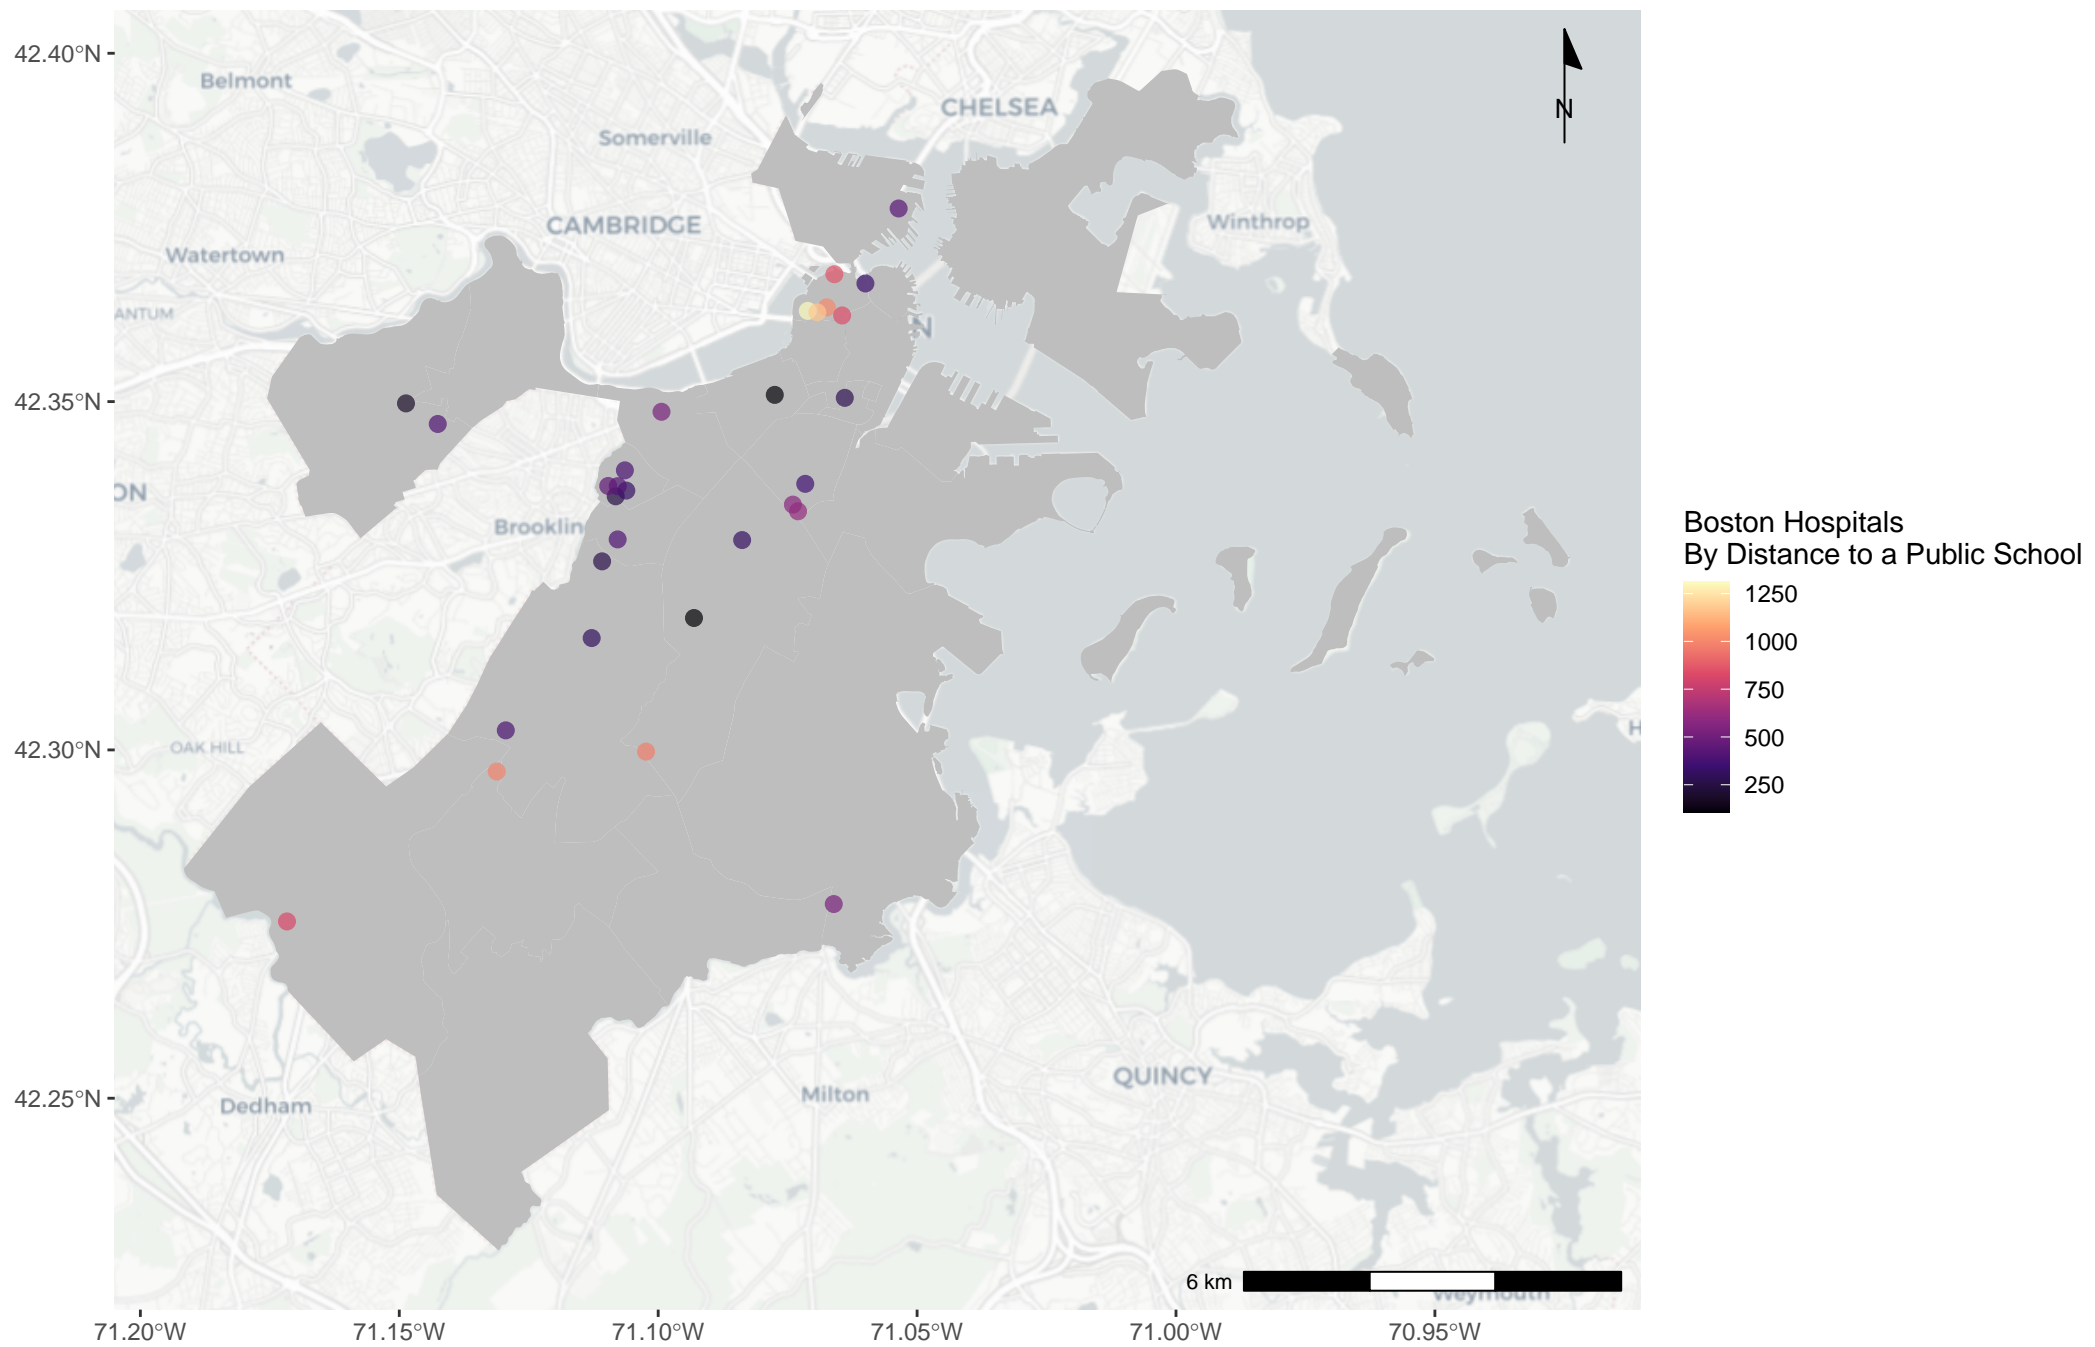 42.40°N
42.35°N
42.30°N
42.25°N
71.20°W
71.15°W
71.10°W
71.05°W
71.00°W
70.95°W
Belmont
Somerville
CHELSEA
CAMBRIDGE
Winthrop
Watertown
ANTUM
N
ON
Brooklin
OAK HILL
H
Dedham
Milton
QUINCY
Weymouth
N
6 km
Boston Hospitals
By Distance to a Public School
1250
1000
750
500
250